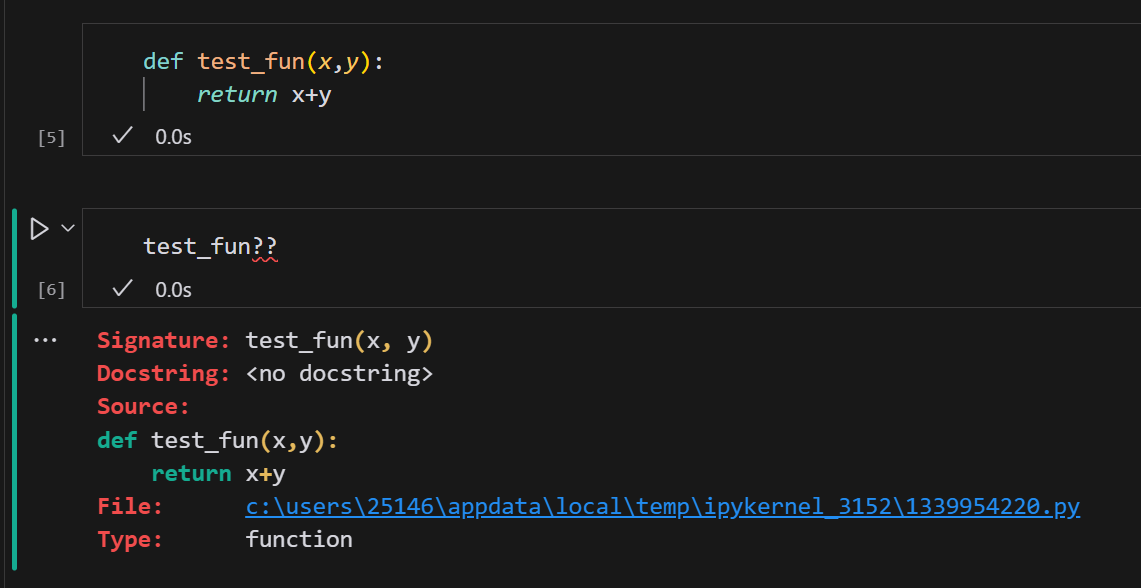 def test_fun(x,y):
    return x+y
[5]
0.0s
test_fun??
[6]
0.0s
Signature: test_fun(x, y)
Docstring: <no docstring>
Source:
def test_fun(x,y):
    return x+y
File:      c:\users\25146\appdata\local\temp\ipykernel_3152\1339954220.py
Type:      function